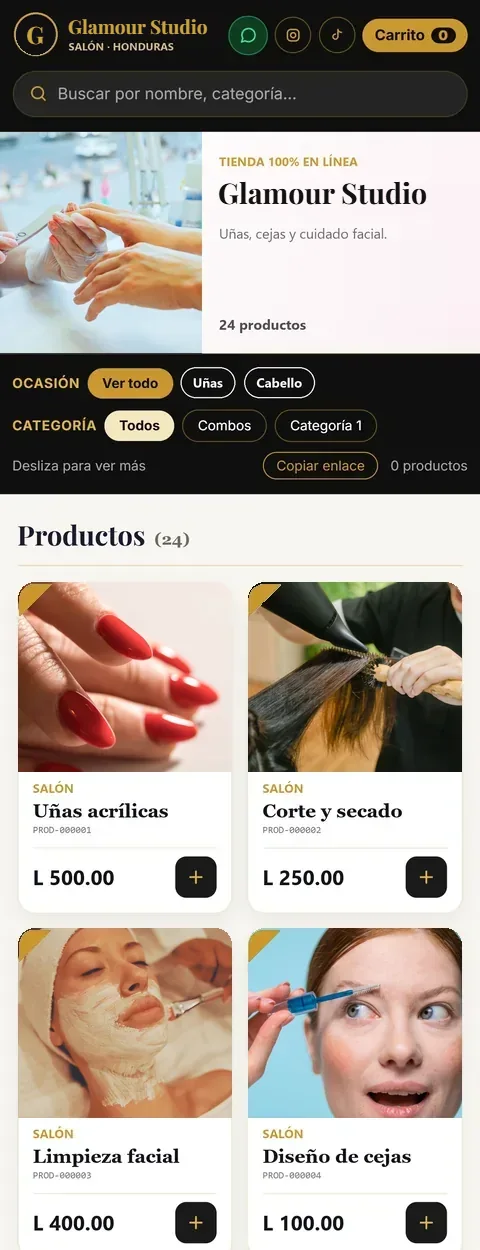 G
Glamour Studio
SALÓN · HONDURAS
Carrito 0
Buscar por nombre, categoría...
TIENDA 100% EN LÍNEA
Glamour Studio
Uñas, cejas y cuidado facial.
24 productos
OCASIÓN Ver todo Uñas Cabello
CATEGORÍA Todos Combos Categoría 1
Desliza para ver más Copiar enlace 0 productos
Productos (24)
SALÓN
Uñas acrílicas
PROD-000001
L 500.00 +
SALÓN
Corte y secado
PROD-000002
L 250.00 +
SALÓN
Limpieza facial
PROD-000003
L 400.00 +
SALÓN
Diseño de cejas
PROD-000004
L 100.00 +